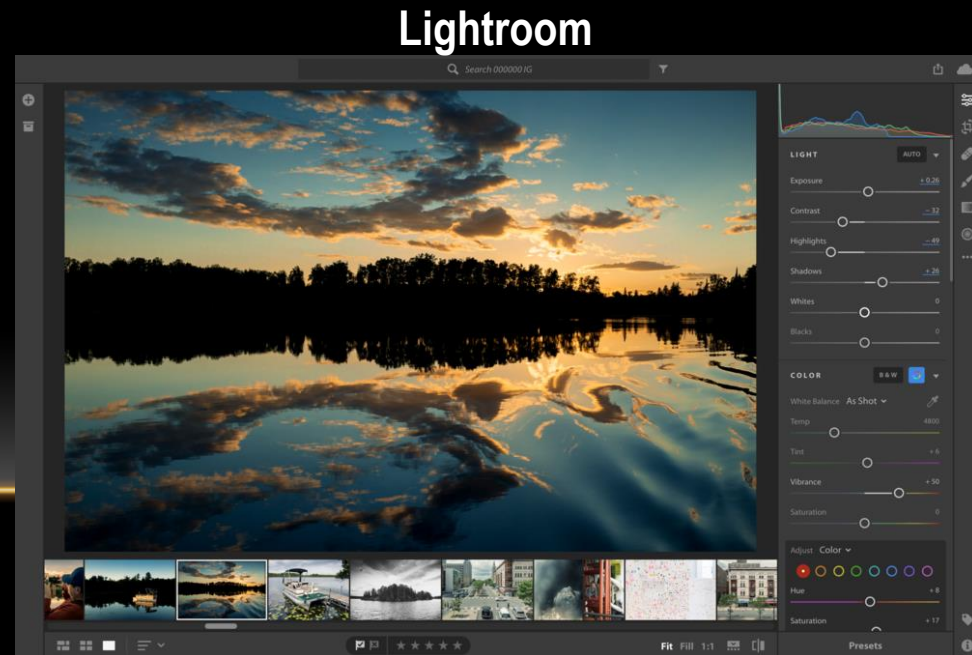 Lightroom
Search 000000 IG
LIGHT AUTO
Exposure + 0.26
Contrast − 32
Highlights − 49
Shadows + 26
Whites 0
Blacks 0
COLOR B & W
White Balance As Shot
Temp 4800
Tint + 6
Vibrance + 50
Saturation 0
Adjust Color
Hue + 8
Saturation + 17
Fit Fill 1:1
Presets